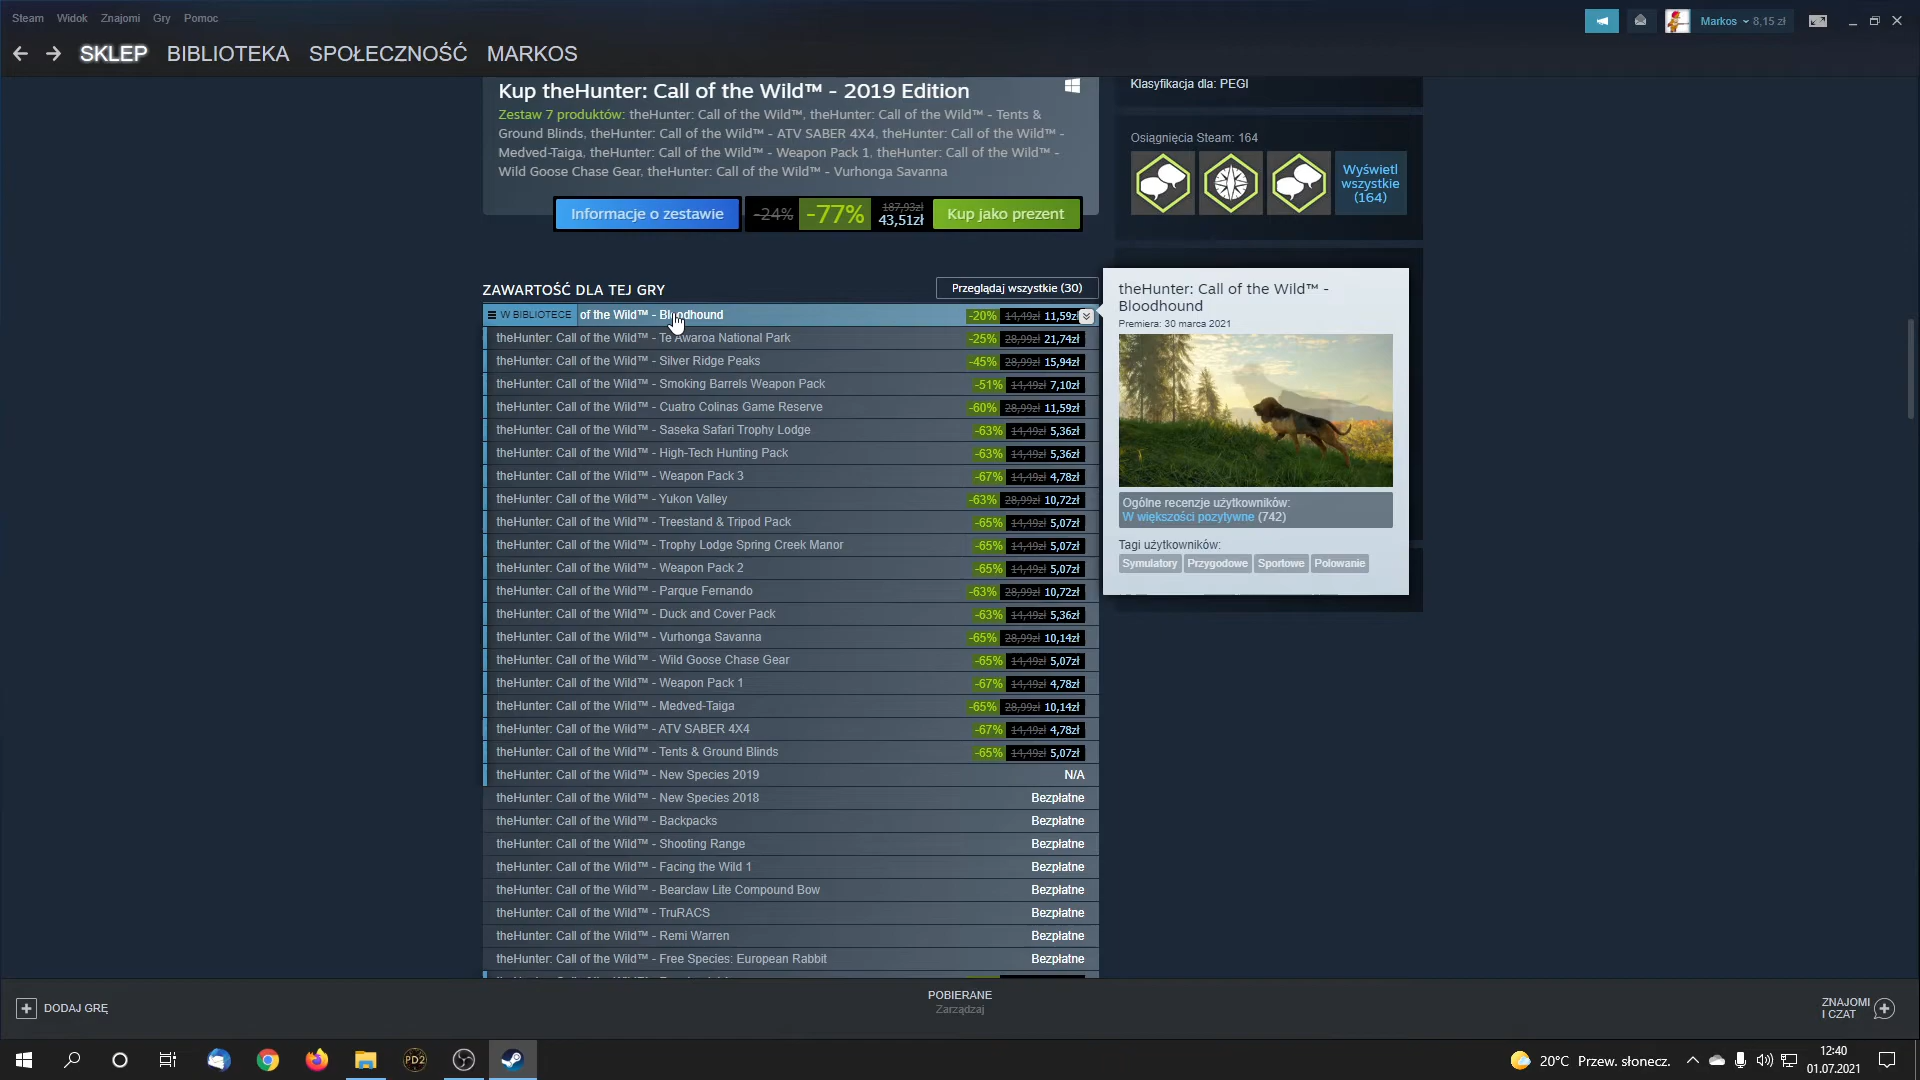 Steam Widok Znajomi Gry Pomoc
Markos 8,15 zł
SKLEP BIBLIOTEKA SPOŁECZNOŚĆ MARKOS
Kup theHunter: Call of the Wild™ - 2019 Edition
Zestaw 7 produktów: theHunter: Call of the Wild™, theHunter: Call of the Wild™ - Tents &
Ground Blinds, theHunter: Call of the Wild™ - ATV SABER 4X4, theHunter: Call of the Wild™ -
Medved-Taiga, theHunter: Call of the Wild™ - Weapon Pack 1, theHunter: Call of the Wild™ -
Wild Goose Chase Gear, theHunter: Call of the Wild™ - Vurhonga Savanna
Informacje o zestawie -24% -77% 187,93zł 43,51zł Kup jako prezent
Klasyfikacja dla: PEGI
Osiągnięcia Steam: 164
Wyświetl
wszystkie
(164)
ZAWARTOŚĆ DLA TEJ GRY Przeglądaj wszystkie (30)
W BIBLIOTECE of the Wild™ - Bloodhound -20% 14,49zł 11,59zł
theHunter: Call of the Wild™ - Te Awaroa National Park -25% 28,99zł 21,74zł
theHunter: Call of the Wild™ - Silver Ridge Peaks -45% 28,99zł 15,94zł
theHunter: Call of the Wild™ - Smoking Barrels Weapon Pack -51% 14,49zł 7,10zł
theHunter: Call of the Wild™ - Cuatro Colinas Game Reserve -60% 28,99zł 11,59zł
theHunter: Call of the Wild™ - Saseka Safari Trophy Lodge -63% 14,49zł 5,36zł
theHunter: Call of the Wild™ - High-Tech Hunting Pack -63% 14,49zł 5,36zł
theHunter: Call of the Wild™ - Weapon Pack 3 -67% 14,49zł 4,78zł
theHunter: Call of the Wild™ - Yukon Valley -63% 28,99zł 10,72zł
theHunter: Call of the Wild™ - Treestand & Tripod Pack -65% 14,49zł 5,07zł
theHunter: Call of the Wild™ - Trophy Lodge Spring Creek Manor -65% 14,49zł 5,07zł
theHunter: Call of the Wild™ - Weapon Pack 2 -65% 14,49zł 5,07zł
theHunter: Call of the Wild™ - Parque Fernando -63% 28,99zł 10,72zł
theHunter: Call of the Wild™ - Duck and Cover Pack -63% 14,49zł 5,36zł
theHunter: Call of the Wild™ - Vurhonga Savanna -65% 28,99zł 10,14zł
theHunter: Call of the Wild™ - Wild Goose Chase Gear -65% 14,49zł 5,07zł
theHunter: Call of the Wild™ - Weapon Pack 1 -67% 14,49zł 4,78zł
theHunter: Call of the Wild™ - Medved-Taiga -65% 28,99zł 10,14zł
theHunter: Call of the Wild™ - ATV SABER 4X4 -67% 14,49zł 4,78zł
theHunter: Call of the Wild™ - Tents & Ground Blinds -65% 14,49zł 5,07zł
theHunter: Call of the Wild™ - New Species 2019 N/A
theHunter: Call of the Wild™ - New Species 2018 Bezpłatne
theHunter: Call of the Wild™ - Backpacks Bezpłatne
theHunter: Call of the Wild™ - Shooting Range Bezpłatne
theHunter: Call of the Wild™ - Facing the Wild 1 Bezpłatne
theHunter: Call of the Wild™ - Bearclaw Lite Compound Bow Bezpłatne
theHunter: Call of the Wild™ - TruRACS Bezpłatne
theHunter: Call of the Wild™ - Remi Warren Bezpłatne
theHunter: Call of the Wild™ - Free Species: European Rabbit Bezpłatne
theHunter: Call of the Wild™ -
Bloodhound
Premiera: 30 marca 2021
Ogólne recenzje użytkowników:
W większości pozytywne (742)
Tagi użytkowników:
Symulatory Przygodowe Sportowe Polowanie
DODAJ GRĘ
POBIERANE
Zarządzaj
ZNAJOMI
I CZAT
PD2
20°C Przew. słonecz.
12:40
01.07.2021